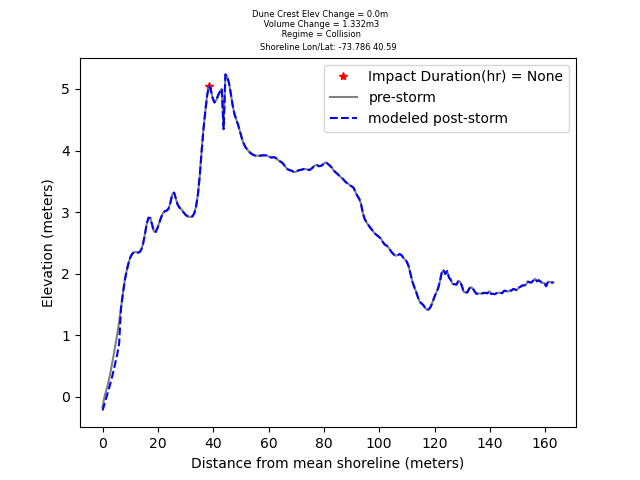 Dune Crest Elev Change = 0.0m
Volume Change = 1.332m3
Regime = Collision
Shoreline Lon/Lat: -73.786 40.59
Impact Duration(hr) = None
pre-storm
modeled post-storm
Elevation (meters)
5
4
3
2
1
0
0 20 40 60 80 100 120 140 160
Distance from mean shoreline (meters)